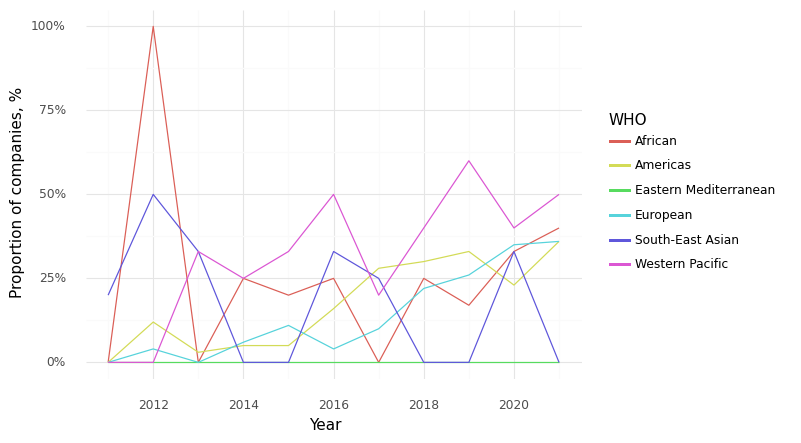 100%
75%
50%
25%
0%
Proportion of companies, %
2012 2014 2016 2018 2020
Year
WHO
African
Americas
Eastern Mediterranean
European
South-East Asian
Western Pacific